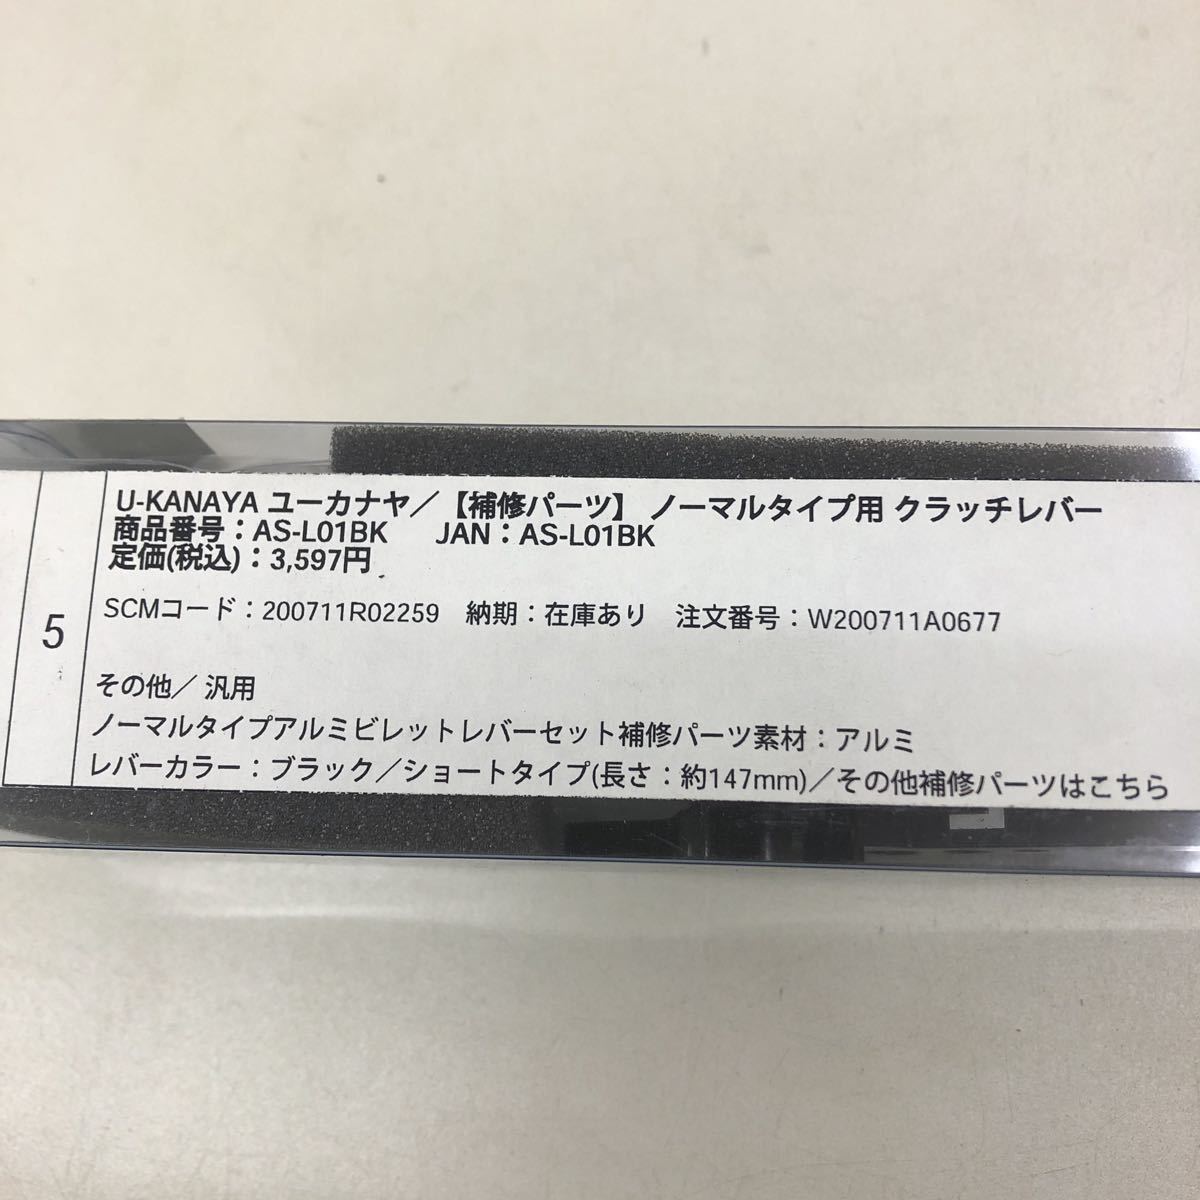 5
U-KANAYA ユーカナヤ／【補修パーツ】 ノーマルタイプ用 クラッチレバー
商品番号：AS-L01BK　JAN：AS-L01BK
定価(税込)：3,597円
SCMコード：200711R02259　納期：在庫あり　注文番号：W200711A0677
その他／ 汎用
ノーマルタイプアルミビレットレバーセット補修パーツ素材：アルミ
レバーカラー：ブラック／ショートタイプ(長さ：約147mm)／その他補修パーツはこちら